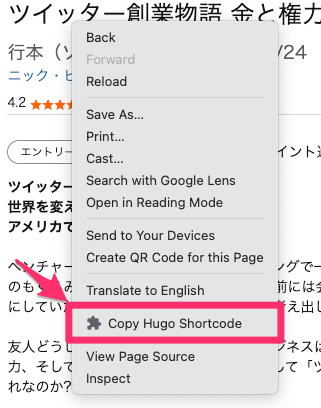 ツイッター創業物語 金と権力
行本（ソ
/24
ニック・ビ
4.2
エントリー
イント
ツイッター
世界を変え
アメリカで
ベンチャー
ングで一
のも
前には金
にしてい
考え出し
友人どうし
ジネスは
力、そして
して「ツ
れなのか?
Back
Forward
Reload
Save As...
Print...
Cast...
Search with Google Lens
Open in Reading Mode
Send to Your Devices
Create QR Code for this Page
Translate to English
Copy Hugo Shortcode
View Page Source
Inspect